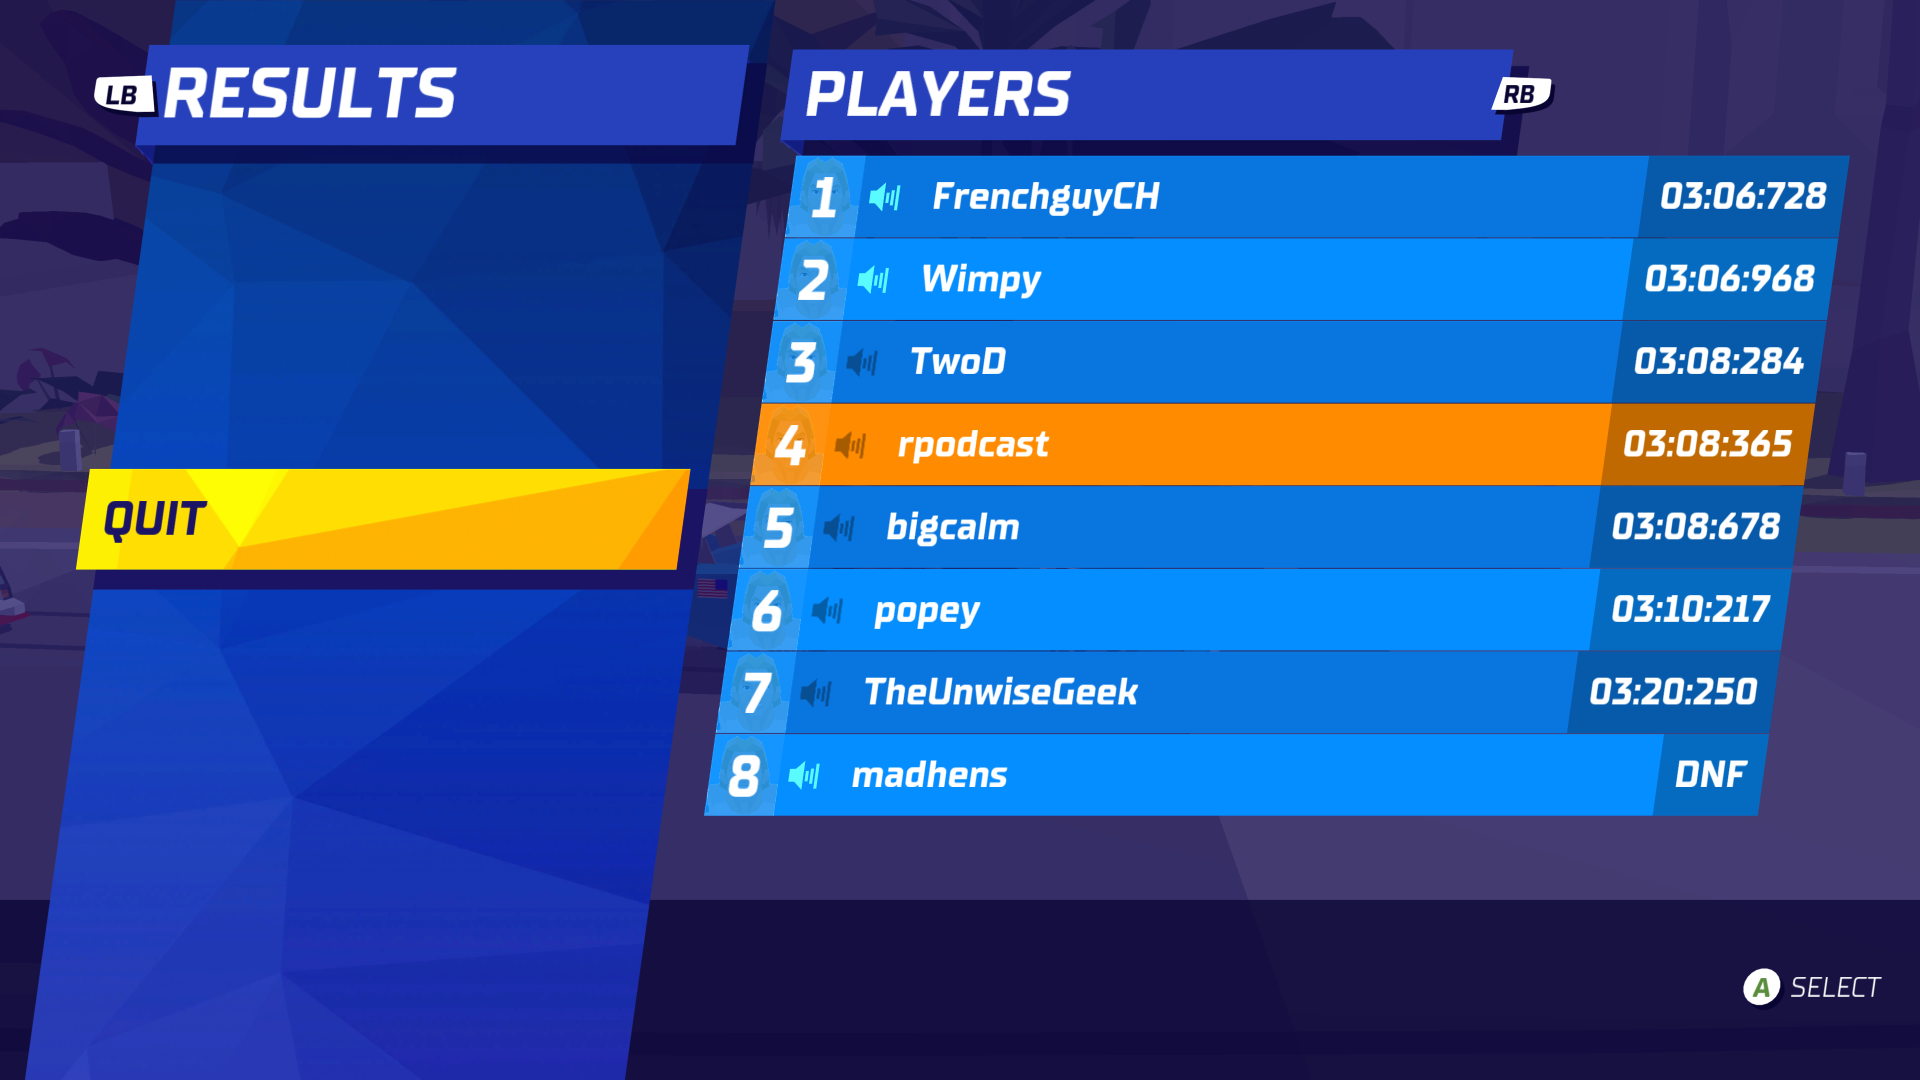 LB RESULTS
PLAYERS RB
1 FrenchguyCH 03:06:728
2 Wimpy 03:06:968
3 TwoD 03:08:284
4 rpodcast 03:08:365
QUIT
5 bigcalm 03:08:678
6 popey 03:10:217
7 TheUnwiseGeek 03:20:250
8 madhens DNF
A SELECT